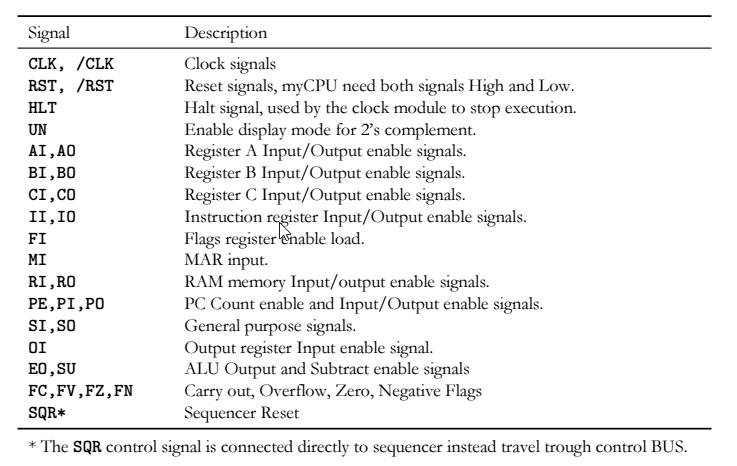 Signal Description
CLK, /CLK Clock signals
RST, /RST Reset signals, myCPU need both signals High and Low.
HLT Halt signal, used by the clock module to stop execution.
UN Enable display mode for 2's complement.
AI,AO Register A Input/Output enable signals.
BI,BO Register B Input/Output enable signals.
CI,CO Register C Input/Output enable signals.
II,IO Instruction register Input/Output enable signals.
FI Flags register enable load.
MI MAR input.
RI,RO RAM memory Input/output enable signals.
PE,PI,PO PC Count enable and Input/Output enable signals.
SI,SO General purpose signals.
OI Output register Input enable signal.
EO,SU ALU Output and Subtract enable signals
FC,FV,FZ,FN Carry out, Overflow, Zero, Negative Flags
SQR* Sequencer Reset
* The SQR control signal is connected directly to sequencer instead travel trough control BUS.